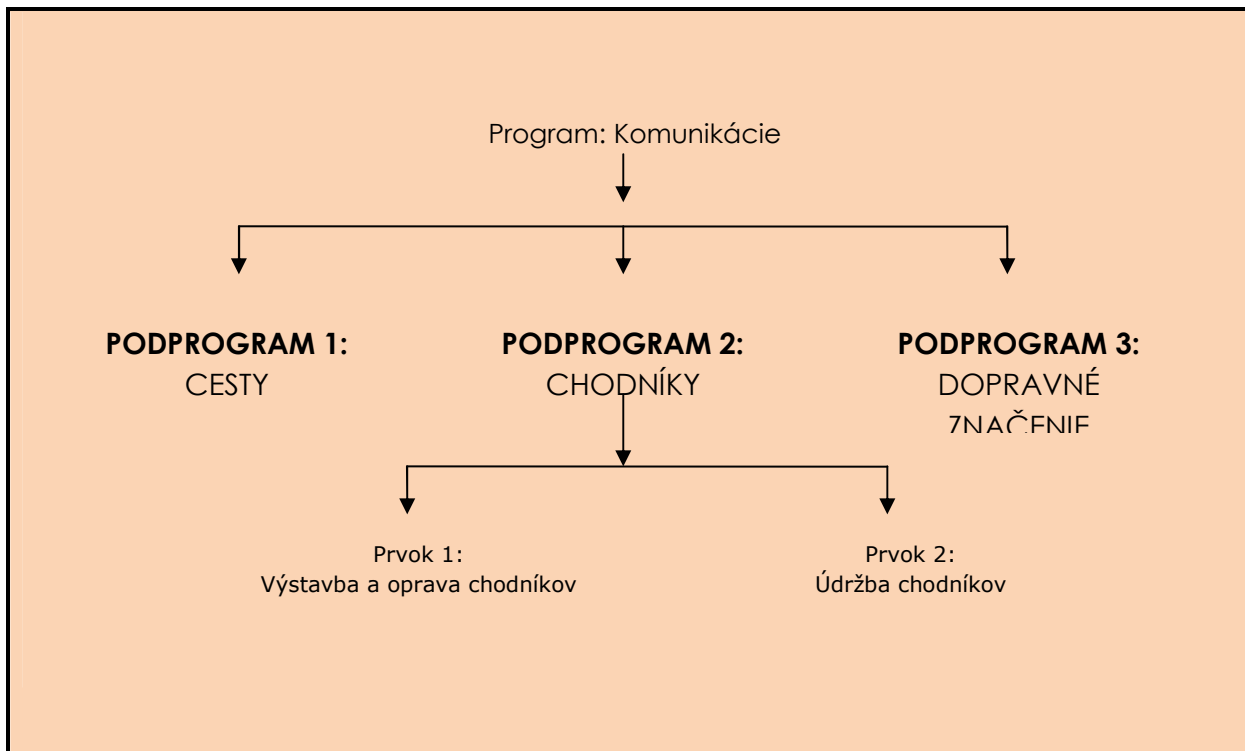 Program: Komunikácie
PODPROGRAM 1:
CESTY
PODPROGRAM 2:
CHODNÍKY
PODPROGRAM 3:
DOPRAVNÉ
ZNAČENIE
Prvok 1:
Výstavba a oprava chodníkov
Prvok 2:
Údržba chodníkov